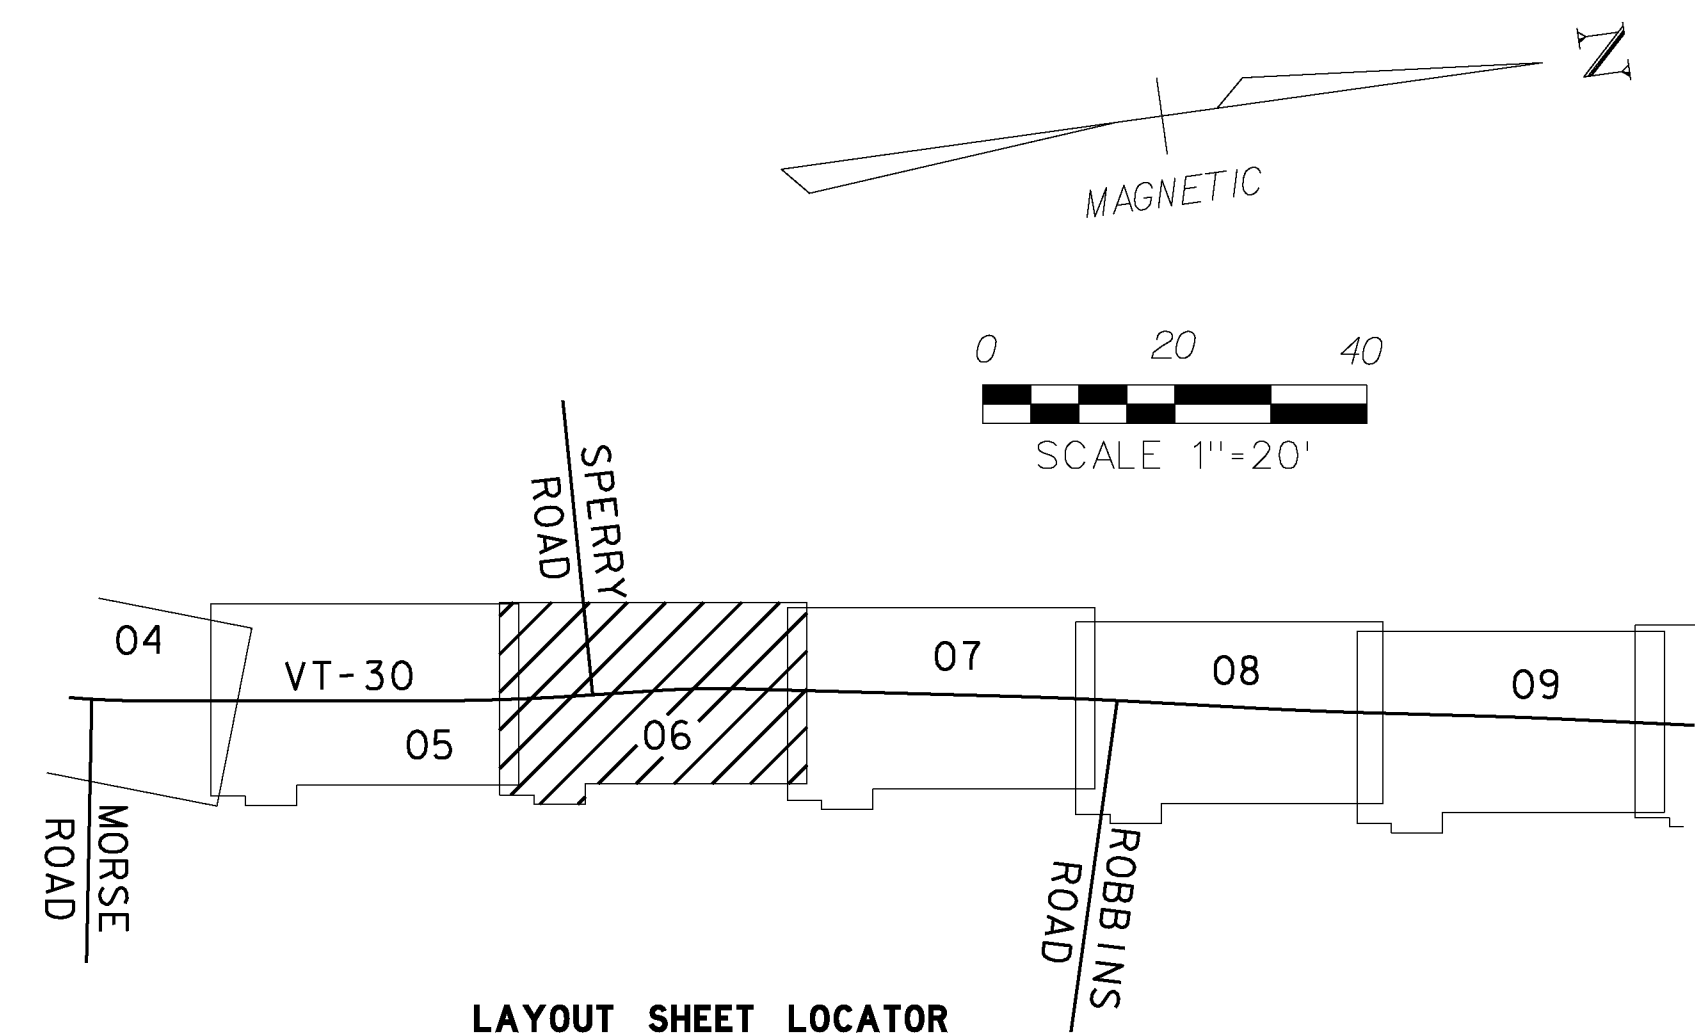 N
MAGNETIC
0 20 40
SCALE 1"=20'
SPERRY
ROAD
04
VT-30
05
06
07
08
09
MORSE
ROAD
ROBBINS
ROAD
LAYOUT SHEET LOCATOR